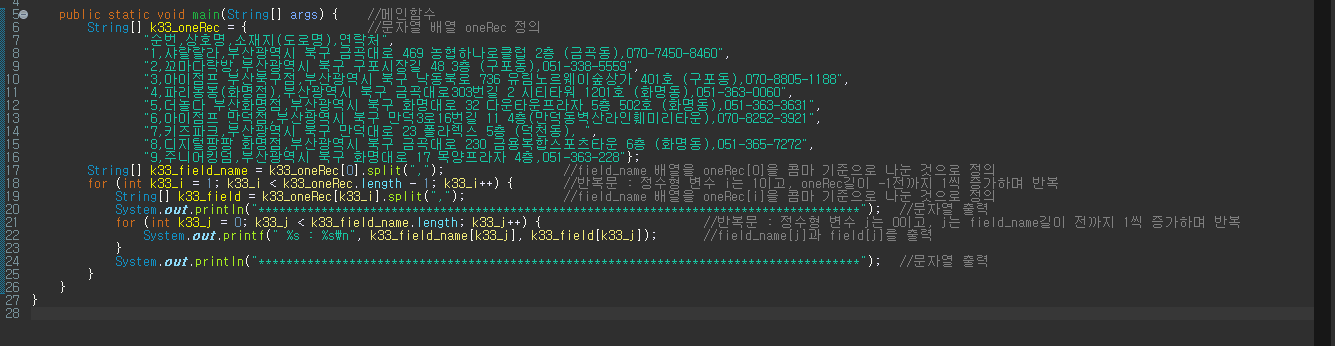 4
5 public static void main(String[] args) { //메인함수
6 String[] k33_oneRec = { //문자열 배열 oneRec 정의
7 "순번,상호명,소재지(도로명),연락처",
8 "1,샤랄랄라,부산광역시 북구 금곡대로 469 농협하나로클럽 2층 (금곡동),070-7450-8460",
9 "2,꼬마다락방,부산광역시 북구 구포시장길 48 3층 (구포동),051-338-5559",
10 "3,아이점프 부산북구점,부산광역시 북구 낙동북로 736 유림노르웨이숲상가 401호 (구포동),070-8805-1188",
11 "4,파리봉봉(화명점),부산광역시 북구 금곡대로303번길 2 시티타워 1201호 (화명동),051-363-0060",
12 "5,더놀다 부산화명점,부산광역시 북구 화명대로 32 다운타운프라자 5층 502호 (화명동),051-363-3631",
13 "6,아이점프 만덕점,부산광역시 북구 만덕3로16번길 11 4층(만덕동벽산라인훼미리타운),070-8252-3921",
14 "7,키즈파크,부산광역시 북구 만덕대로 23 폴라렉스 5층 (덕천동), ",
15 "8,디지털팡팡 화명점,부산광역시 북구 금곡대로 230 금용복합스포츠타운 6층 (화명동),051-365-7272",
16 "9,주니어킹덤,부산광역시 북구 화명대로 17 목양프라자 4층,051-363-228"};
17 String[] k33_field_name = k33_oneRec[0].split(","); //field_name 배열을 oneRec[0]을 콤마 기준으로 나눈 것으로 정의
18 for (int k33_i = 1; k33_i < k33_oneRec.length - 1; k33_i++) { //반복문 : 정수형 변수 i는 1이고, oneRec길이 -1전까지 1씩 증가하며 반복
19 String[] k33_field = k33_oneRec[k33_i].split(","); //field_name 배열을 oneRec[i]을 콤마 기준으로 나눈 것으로 정의
20 System.out.println("**************************************************************************************"); //문자열 출력
21 for (int k33_j = 0; k33_j < k33_field_name.length; k33_j++) { //반복문 : 정수형 변수 j는 0이고, j는 field_name길이 전까지 1씩 증가하며 반복
22 System.out.printf(" %s : %s₩n", k33_field_name[k33_j], k33_field[k33_j]); //field_name[j]과 field[j]을 출력
23 }
24 System.out.println("**************************************************************************************"); //문자열 출력
25 }
26 }
27 }
28